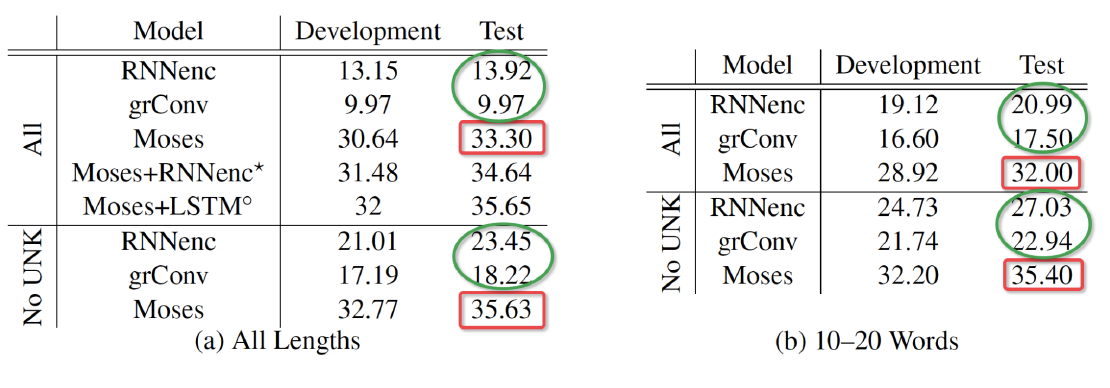 Model Development Test
All
RNNenc 13.15 13.92
grConv 9.97 9.97
Moses 30.64 33.30
Moses+RNNenc* 31.48 34.64
Moses+LSTM° 32 35.65
No UNK
RNNenc 21.01 23.45
grConv 17.19 18.22
Moses 32.77 35.63
(a) All Lengths
Model Development Test
All
RNNenc 19.12 20.99
grConv 16.60 17.50
Moses 28.92 32.00
No UNK
RNNenc 24.73 27.03
grConv 21.74 22.94
Moses 32.20 35.40
(b) 10–20 Words